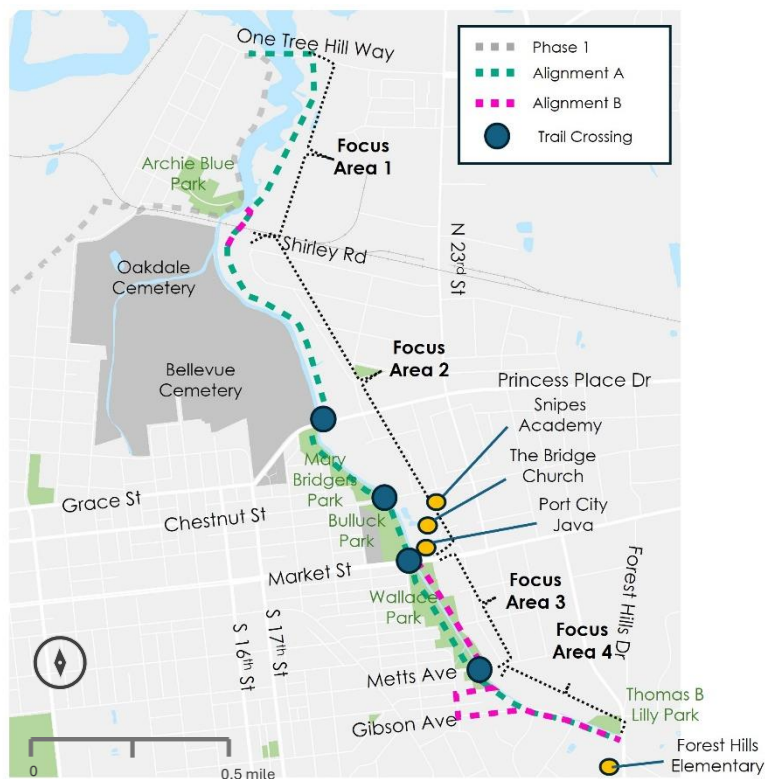 One Tree Hill Way
Phase 1
Alignment A
Alignment B
Trail Crossing
Archie Blue
Park
Focus
Area 1
N 23rd St
Shirley Rd
Oakdale
Cemetery
Focus
Area 2
Bellevue
Cemetery
Princess Place Dr
Snipes
Academy
The Bridge
Church
Mary
Bridgers
Park
Port City
Java
Grace St
Chestnut St
Bulluck
Park
Market St
Forest Hills Dr
Focus
Area 3
Wallace
Park
Focus
Area 4
S 16th St
S 17th St
Metts Ave
Thomas B
Lilly Park
Gibson Ave
Forest Hills
Elementary
0
0.5 mile